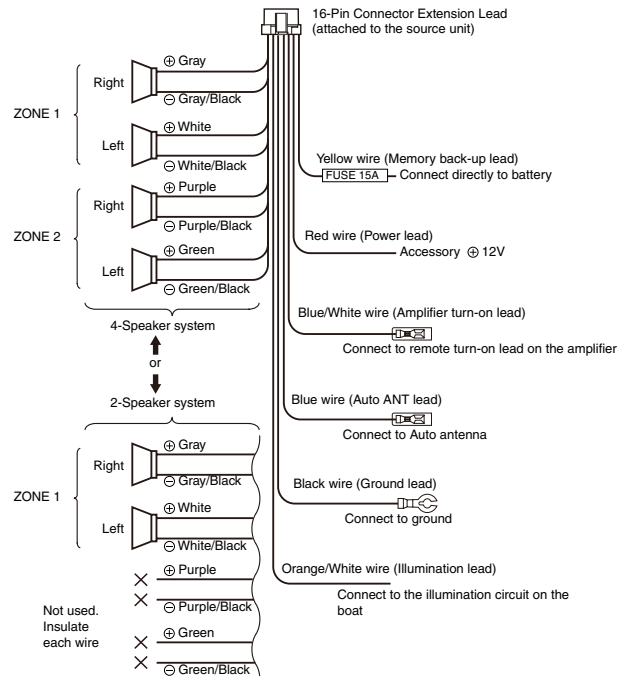 16-Pin Connector Extension Lead
(attached to the source unit)
⊕ Gray
Right
⊖ Gray/Black
ZONE 1
⊕ White
Left
⊖ White/Black
⊕ Purple
Right
⊖ Purple/Black
ZONE 2
⊕ Green
Left
⊖ Green/Black
4-Speaker system
or
2-Speaker system
⊕ Gray
Right
⊖ Gray/Black
ZONE 1
⊕ White
Left
⊖ White/Black
⊕ Purple
⊖ Purple/Black
Not used.
Insulate
each wire
⊕ Green
⊖ Green/Black
Yellow wire (Memory back-up lead)
FUSE 15A
Connect directly to battery
Red wire (Power lead)
Accessory ⊕ 12V
Blue/White wire (Amplifier turn-on lead)
Connect to remote turn-on lead on the amplifier
Blue wire (Auto ANT lead)
Connect to Auto antenna
Black wire (Ground lead)
Connect to ground
Orange/White wire (Illumination lead)
Connect to the illumination circuit on the
boat